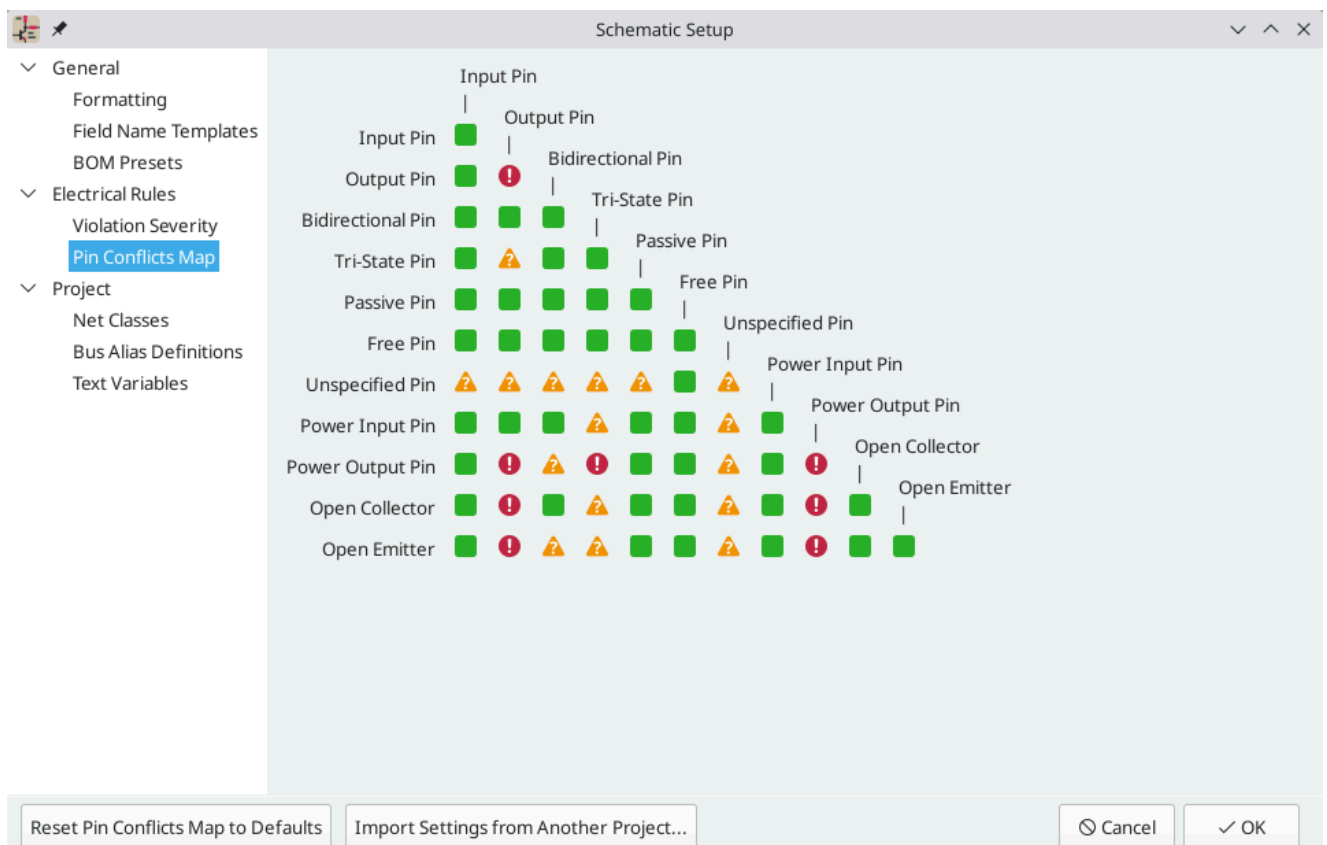 Schematic Setup
General
Formatting
Field Name Templates
BOM Presets
Electrical Rules
Violation Severity
Pin Conflicts Map
Project
Net Classes
Bus Alias Definitions
Text Variables
Input Pin
Output Pin
Bidirectional Pin
Tri-State Pin
Passive Pin
Free Pin
Unspecified Pin
Power Input Pin
Power Output Pin
Open Collector
Open Emitter
Input Pin
Output Pin
Bidirectional Pin
Tri-State Pin
Passive Pin
Free Pin
Unspecified Pin
Power Input Pin
Power Output Pin
Open Collector
Open Emitter
Reset Pin Conflicts Map to Defaults
Import Settings from Another Project...
Cancel
OK